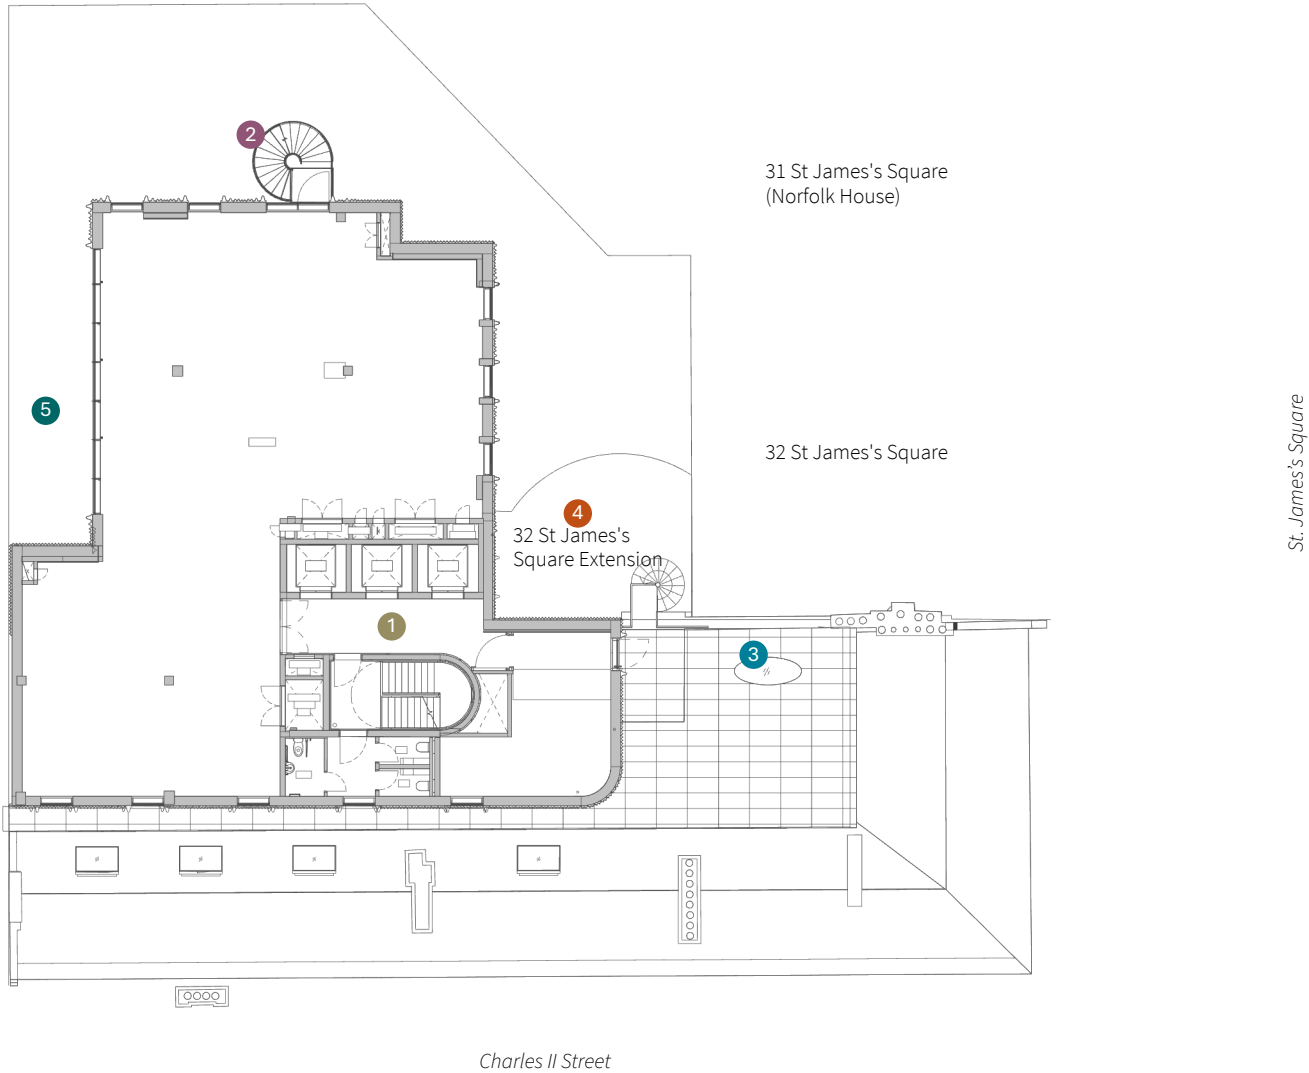 2
31 St James's Square
(Norfolk House)
5
32 St James's Square
St. James's Square
4
32 St James's
Square Extension
1
3
Charles II Street